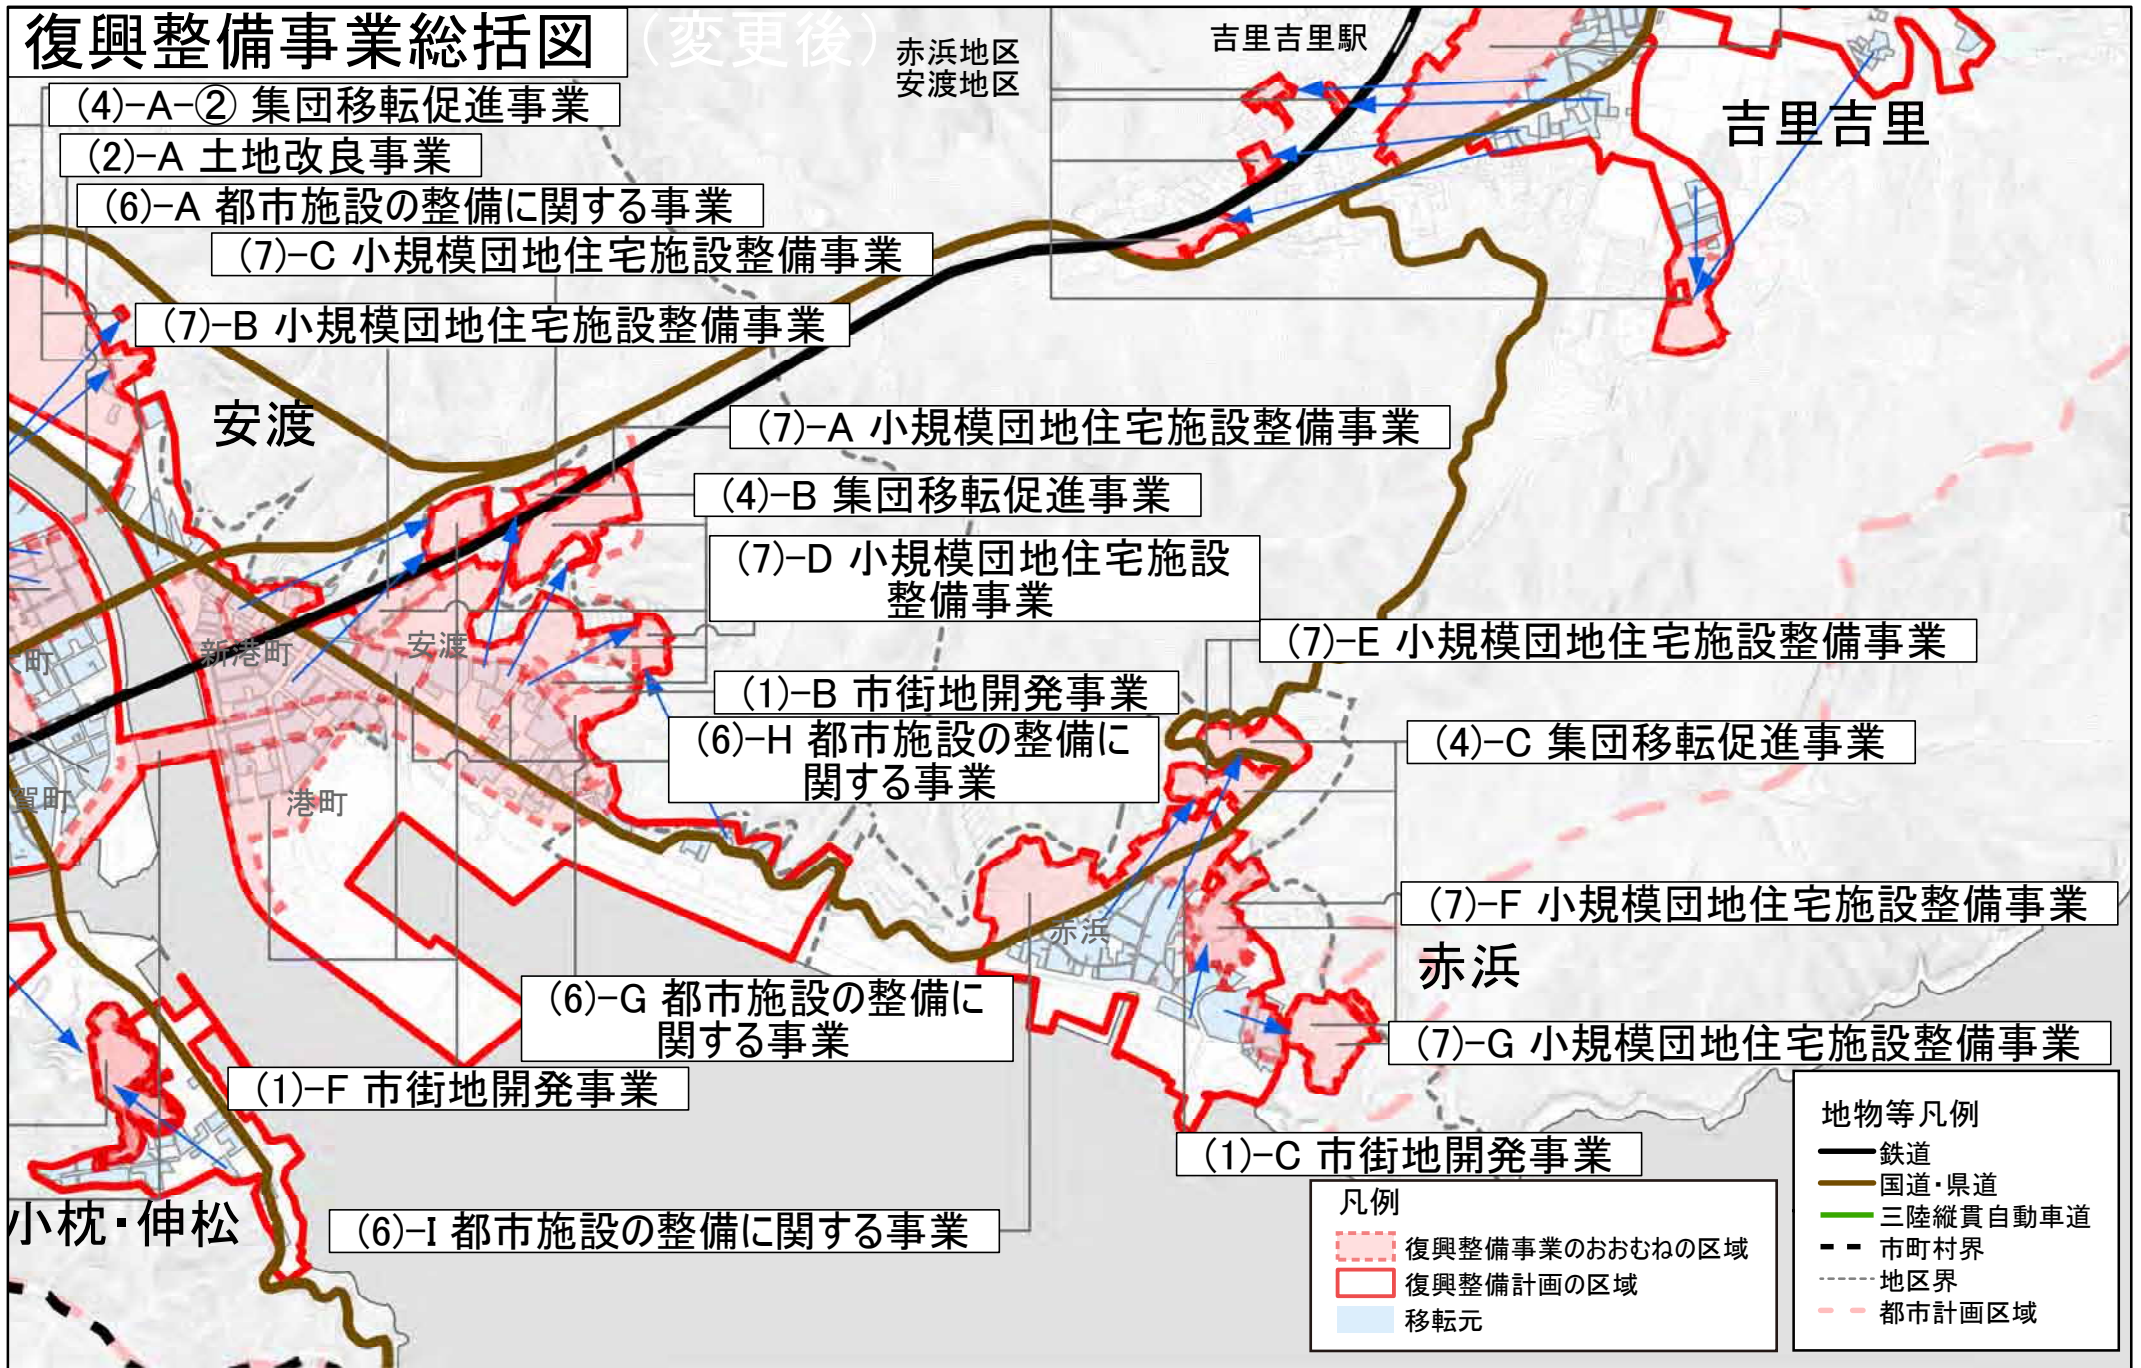 復興整備事業総括図（変更後）
赤浜地区
安渡地区
吉里吉里駅
吉里吉里
(4)-A-② 集団移転促進事業
(2)-A 土地改良事業
(6)-A 都市施設の整備に関する事業
(7)-C 小規模団地住宅施設整備事業
(7)-B 小規模団地住宅施設整備事業
安渡
(7)-A 小規模団地住宅施設整備事業
(4)-B 集団移転促進事業
(7)-D 小規模団地住宅施設
整備事業
(7)-E 小規模団地住宅施設整備事業
新港町
安渡
町
(1)-B 市街地開発事業
(6)-H 都市施設の整備に
関する事業
(4)-C 集団移転促進事業
賀町
港町
(7)-F 小規模団地住宅施設整備事業
赤浜
赤浜
(6)-G 都市施設の整備に
関する事業
(7)-G 小規模団地住宅施設整備事業
(1)-F 市街地開発事業
(1)-C 市街地開発事業
小枕・伸松
(6)-I 都市施設の整備に関する事業
凡例
復興整備事業のおおむねの区域
復興整備計画の区域
移転元
地物等凡例
鉄道
国道・県道
三陸縦貫自動車道
市町村界
地区界
都市計画区域